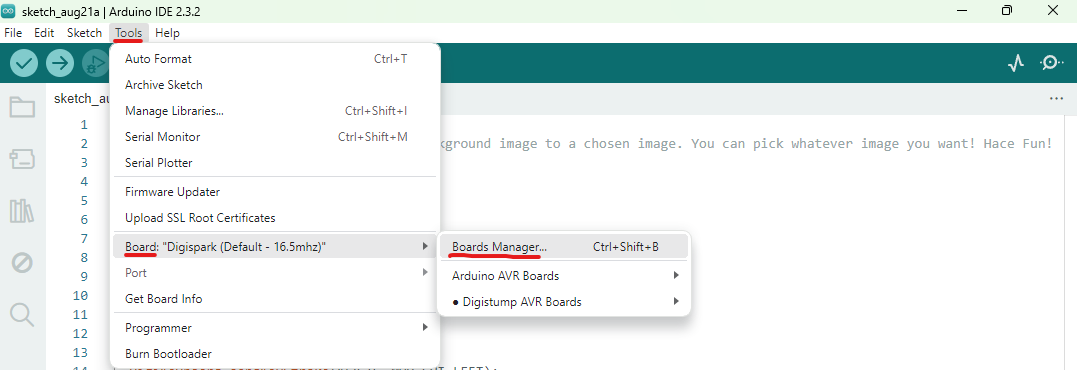 sketch_aug21a | Arduino IDE 2.3.2
File Edit Sketch Tools Help
sketch_au
Auto Format Ctrl+T
Archive Sketch
Manage Libraries... Ctrl+Shift+I
Serial Monitor Ctrl+Shift+M
Serial Plotter
Firmware Updater
Upload SSL Root Certificates
Board: "Digispark (Default - 16.5mhz)"
Port
Get Board Info
Programmer
Burn Bootloader
Boards Manager... Ctrl+Shift+B
Arduino AVR Boards
● Digistump AVR Boards
1
2 kground image to a chosen image. You can pick whatever image you want! Hace Fun!
3
4
5
6
7
8
9
10
11
12
13